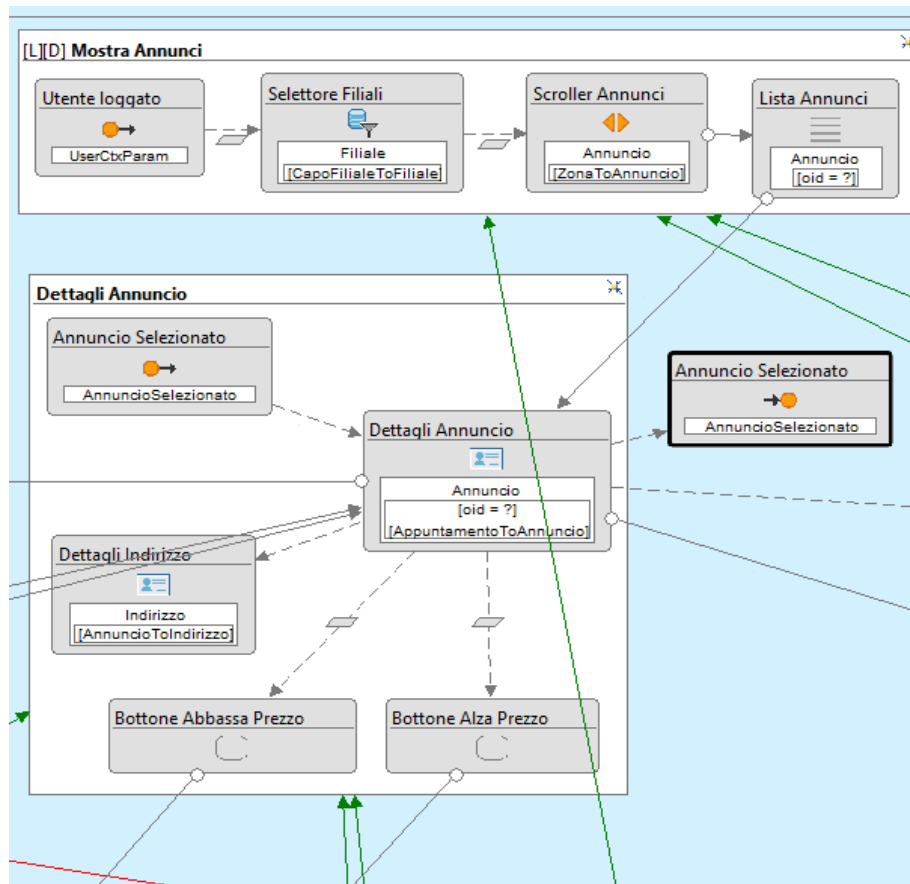 [L][D] Mostra Annunci
Utente loggato
UserCtxParam
Selettore Filiali
Filiale
[CapoFilialeToFiliale]
Scroller Annunci
Annuncio
[ZonaToAnnuncio]
Lista Annunci
Annuncio
[oid = ?]
Dettagli Annuncio
Annuncio Selezionato
AnnuncioSelezionato
Annuncio Selezionato
AnnuncioSelezionato
Dettagli Annuncio
Annuncio
[oid = ?]
[AppuntamentoToAnnuncio]
Dettagli Indirizzo
Indirizzo
[AnnuncioToIndirizzo]
Bottone Abbassa Prezzo
Bottone Alza Prezzo